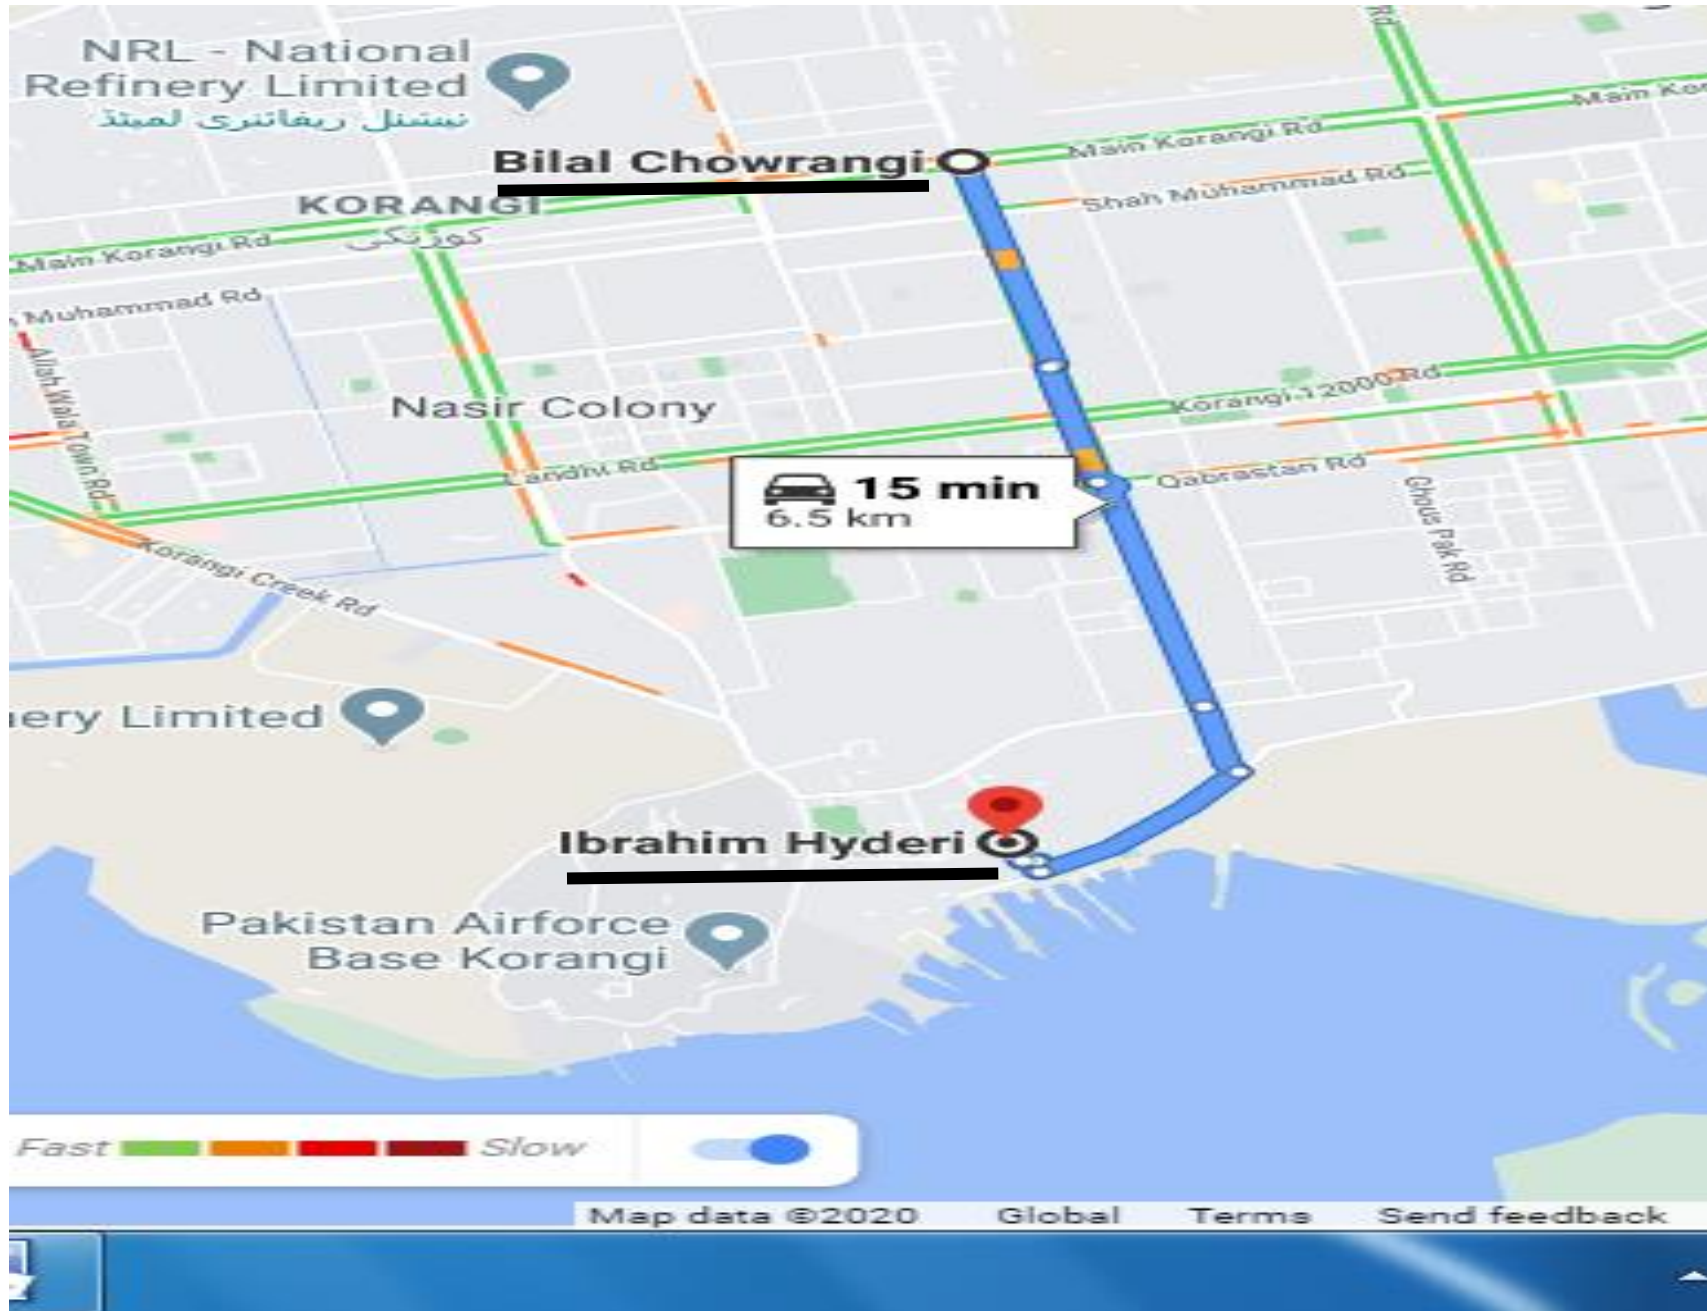 NRL - National
Refinery Limited
نیشنل ریفائنری لمیٹڈ
Bilal Chowrangi
KORANGI
کورنگی
Main Korangi Rd
Main Kor
Shah Muhammad Rd
Main Korangi Rd
Muhammad Rd
Allah Wala Town Rd
Nasir Colony
Korangi 12000 Rd
Landhi Rd
15 min
6.5 km
Qabrastan Rd
Ghous Pak Rd
Korangi Creek Rd
nery Limited
Ibrahim Hyderi
Pakistan Airforce
Base Korangi
Fast
Slow
Map data ©2020
Global
Terms
Send feedback